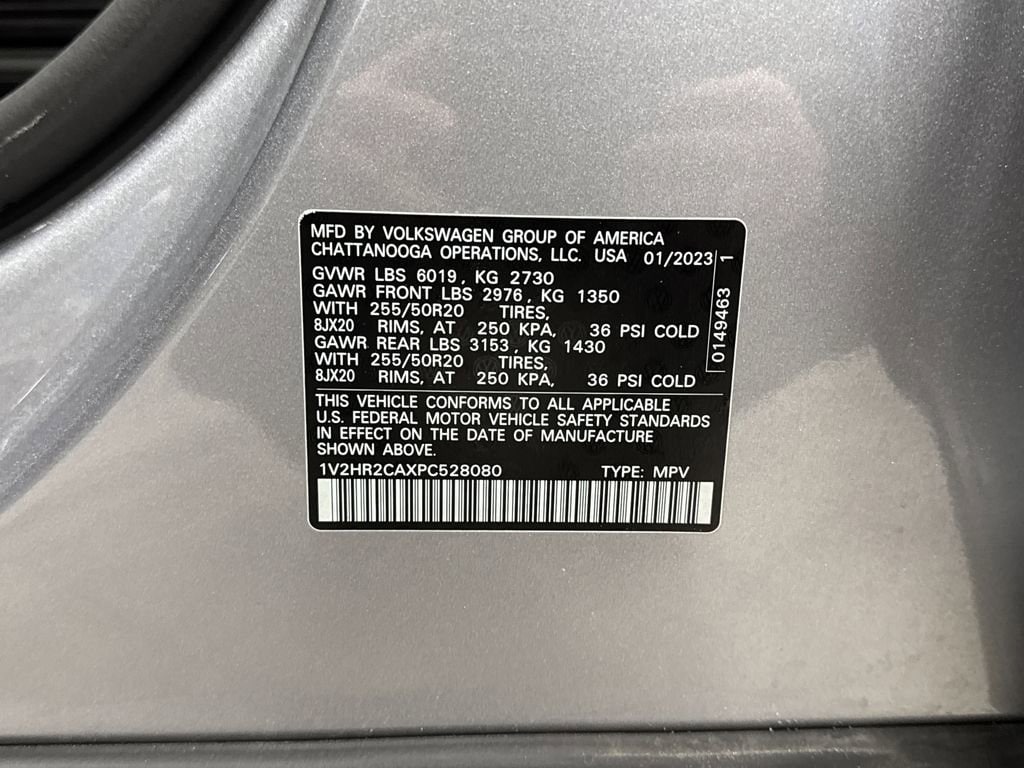 MFD BY VOLKSWAGEN GROUP OF AMERICA
CHATTANOOGA OPERATIONS, LLC. USA 01/2023
GVWR LBS 6019, KG 2730
GAWR FRONT LBS 2976, KG 1350
WITH 255/50R20 TIRES,
8JX20 RIMS, AT 250 KPA, 36 PSI COLD
GAWR REAR LBS 3153, KG 1430
WITH 255/50R20 TIRES,
8JX20 RIMS, AT 250 KPA, 36 PSI COLD
0149463 1
THIS VEHICLE CONFORMS TO ALL APPLICABLE
U.S. FEDERAL MOTOR VEHICLE SAFETY STANDARDS
IN EFFECT ON THE DATE OF MANUFACTURE
SHOWN ABOVE.
1V2HR2CAXPC528080 TYPE: MPV